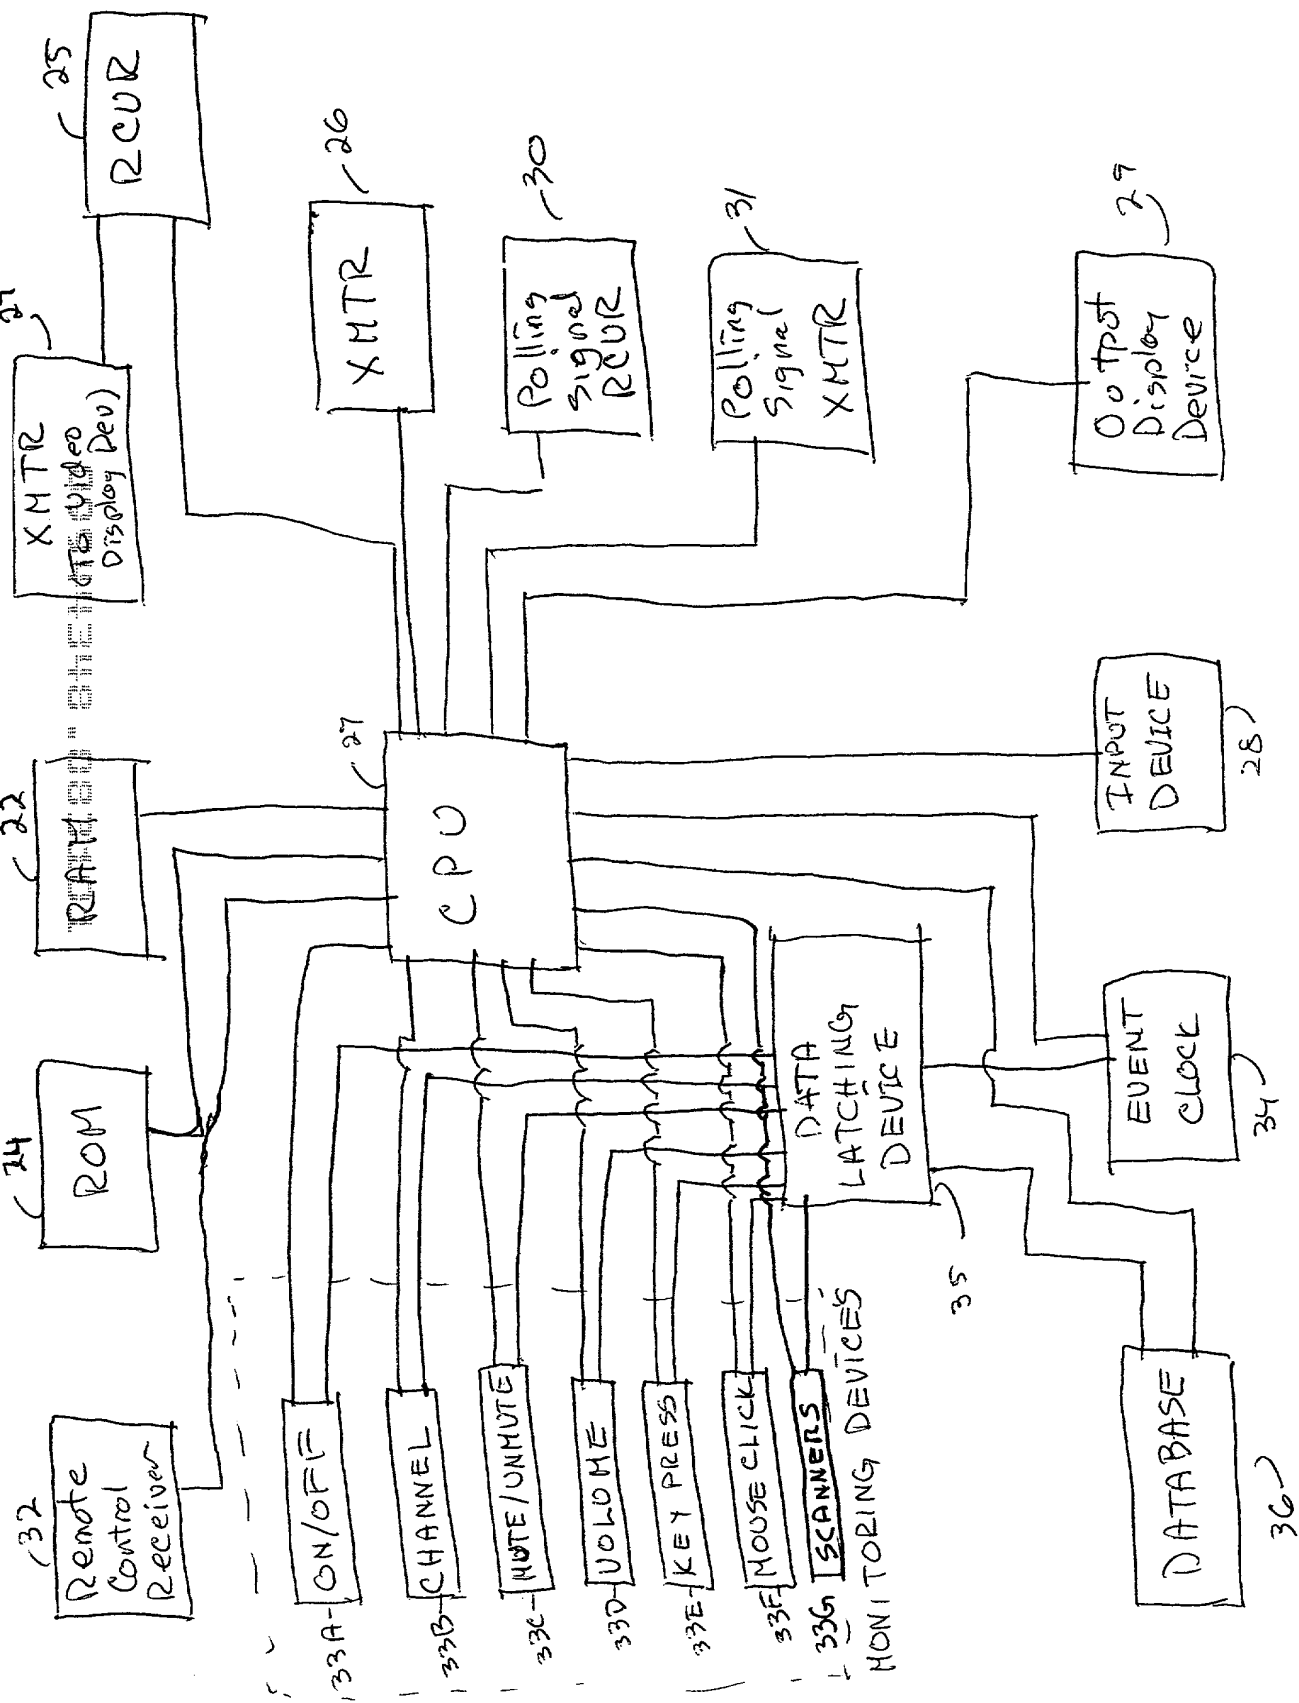 32
Remote
Control
Receiver
24
ROM
22
RAM
XMTR
(TO Video
Display Dev)
25
RCVR
27
CPU
XMTR
26
Polling
Signal
RCVR
30
Polling
Signal
XMTR
31
Output
Display
Device
29
INPUT
DEVICE
28
EVENT
CLOCK
34
DATA
LATCHING
DEVICE
35
DATABASE
36
33A
ON/OFF
33B
CHANNEL
33C
MUTE/UNMUTE
33D
VOLUME
33E
KEY PRESS
33F
MOUSE CLICK
33G
SCANNERS
MONITORING DEVICES